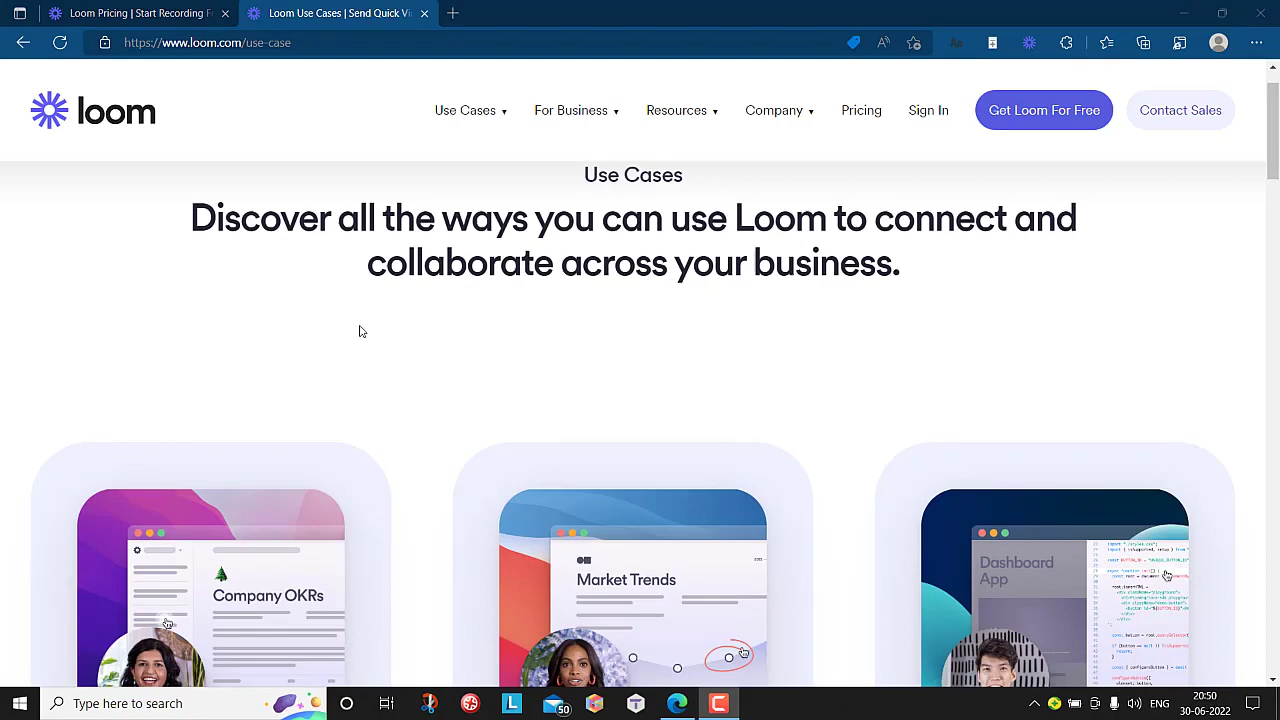 Loom Pricing | Start Recording F
Loom Use Cases | Send Quick Vi
https://www.loom.com/use-case
loom
Use Cases
For Business
Resources
Company
Pricing
Sign In
Get Loom For Free
Contact Sales
Use Cases
Discover all the ways you can use Loom to connect and
collaborate across your business.
Company OKRs
Market Trends
Dashboard
App
Type here to search
50
ENG
20:50
30-06-2022